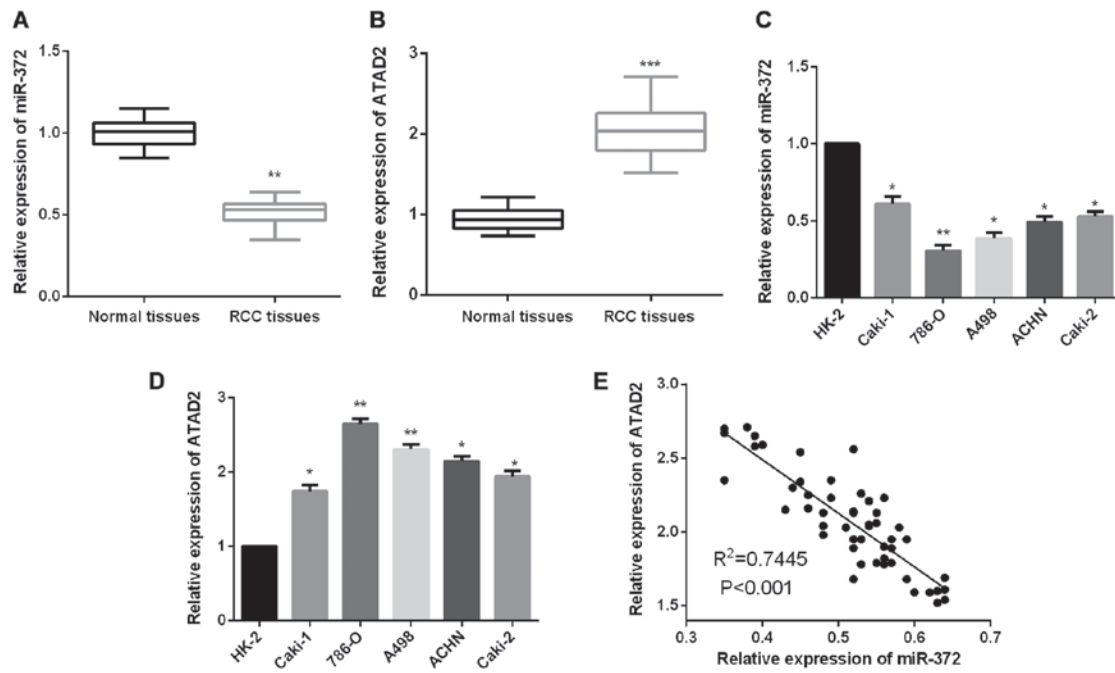 A
Relative expression of miR-372
1.5
1.0
0.5
0.0
**
Normal tissues
RCC tissues
B
Relative expression of ATAD2
3
2
1
0
***
Normal tissues
RCC tissues
C
Relative expression of miR-372
1.5
1.0
0.5
0.0
*
**
*
*
*
HK-2
Caki-1
786-O
A498
ACHN
Caki-2
D
Relative expression of ATAD2
3
2
1
0
*
**
**
*
*
HK-2
Caki-1
786-O
A498
ACHN
Caki-2
E
Relative expression of ATAD2
3.0
2.5
2.0
1.5
R²=0.7445
P<0.001
0.3
0.4
0.5
0.6
0.7
Relative expression of miR-372